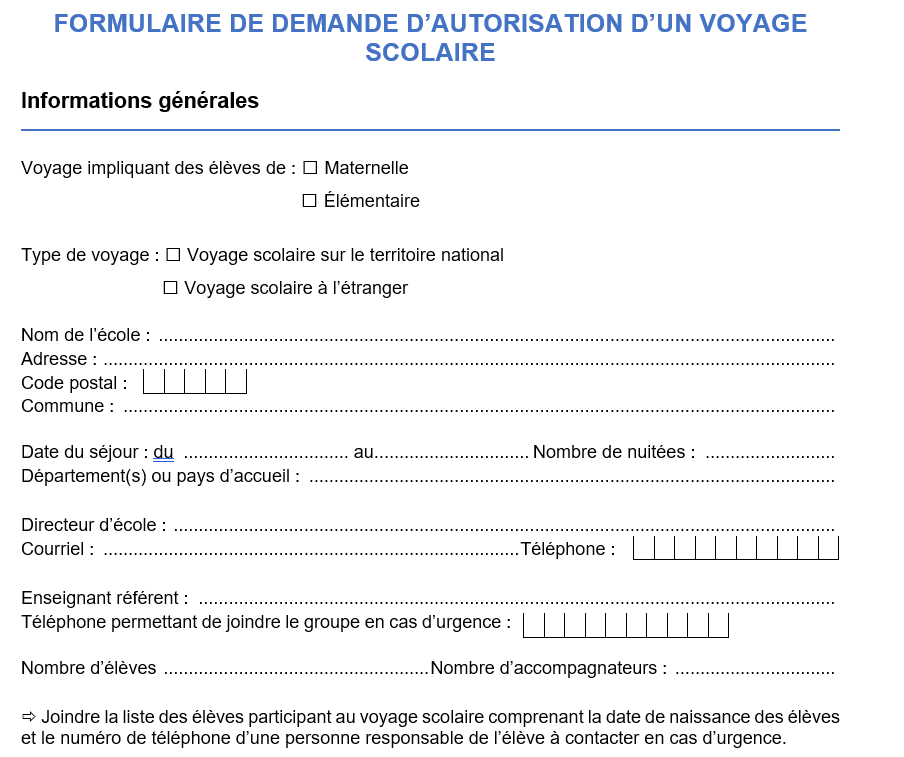 FORMULAIRE DE DEMANDE D’AUTORISATION D’UN VOYAGE
SCOLAIRE
Informations générales
Voyage impliquant des élèves de : ☐ Maternelle
☐ Élémentaire
Type de voyage : ☐ Voyage scolaire sur le territoire national
☐ Voyage scolaire à l’étranger
Nom de l’école : ........................................................................
Adresse : ........................................................................
Code postal :
Commune : ........................................................................
Date du séjour : du ................................. au............................... Nombre de nuitées : ..........................
Département(s) ou pays d’accueil : ........................................................................
Directeur d’école : ........................................................................
Courriel : ........................................................................Téléphone :
Enseignant référent : ........................................................................
Téléphone permettant de joindre le groupe en cas d’urgence :
Nombre d’élèves .....................................................Nombre d’accompagnateurs : ................................
⇨ Joindre la liste des élèves participant au voyage scolaire comprenant la date de naissance des élèves
et le numéro de téléphone d’une personne responsable de l’élève à contacter en cas d’urgence.